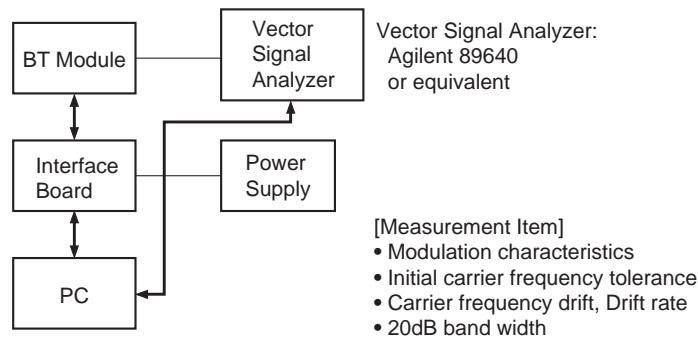 BT Module
Vector
Signal
Analyzer
Vector Signal Analyzer:
Agilent 89640
or equivalent
Interface
Board
Power
Supply
PC
[Measurement Item]
• Modulation characteristics
• Initial carrier frequency tolerance
• Carrier frequency drift, Drift rate
• 20dB band width